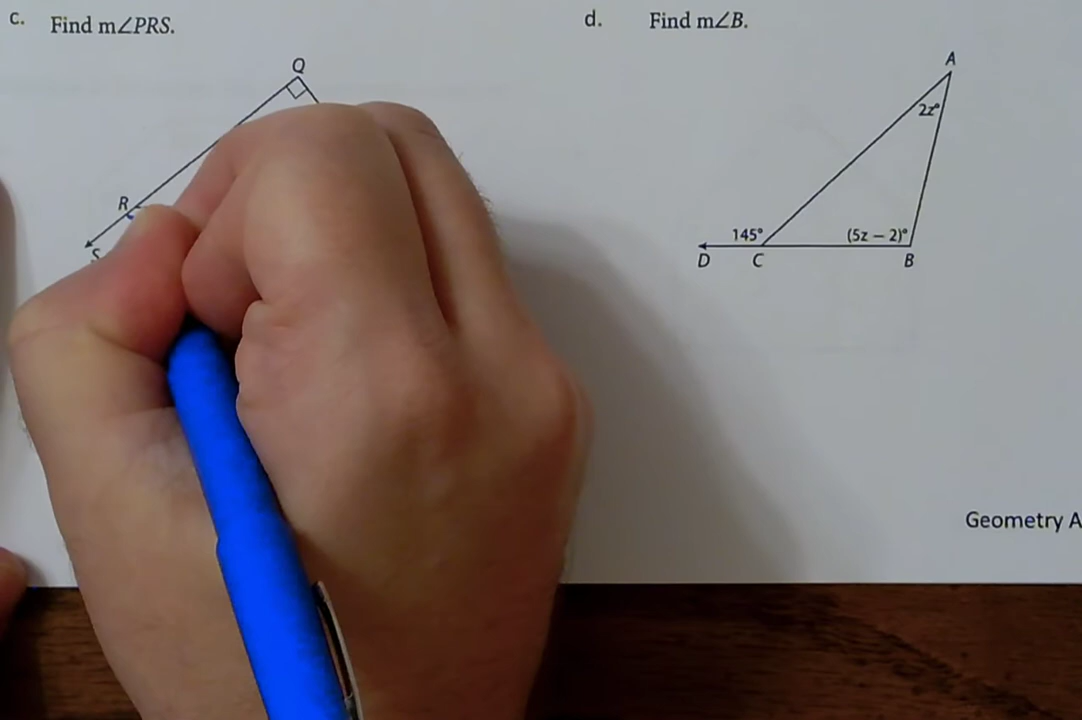 c. Find m∠PRS.
Q
R
S
d. Find m∠B.
A
2z°
145° (5z – 2)°
D C B
Geometry A